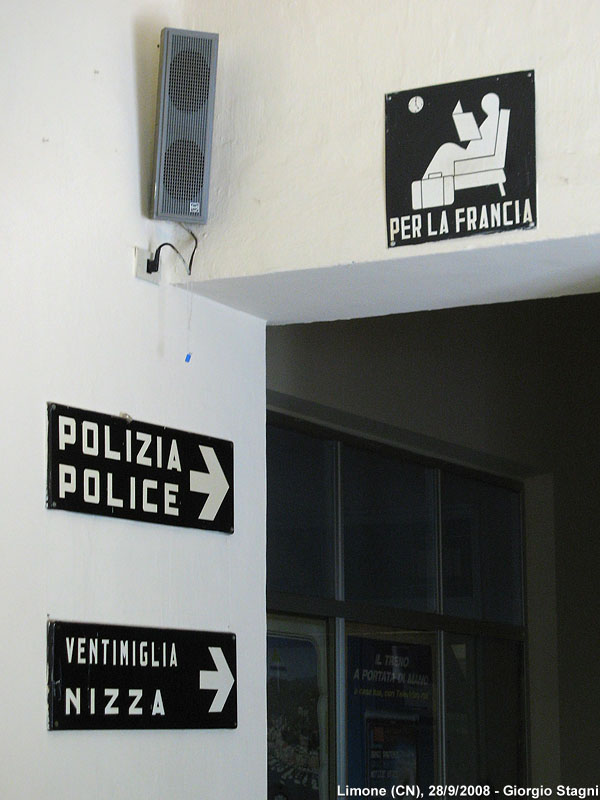 PER LA FRANCIA
POLIZIA
POLICE
VENTIMIGLIA
NIZZA
IL TRENO
A PORTATA DI MANO
Limone (CN), 28/9/2008 - Giorgio Stagni